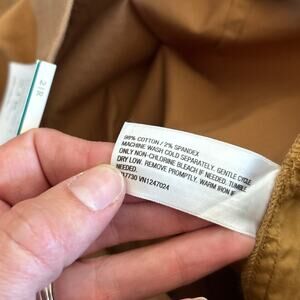 98% COTTON / 2% SPANDEX
MACHINE WASH COLD SEPARATELY. GENTLE CYCLE.
ONLY NON-CHLORINE BLEACH IF NEEDED. TUMBLE
DRY LOW. REMOVE PROMPTLY. WARM IRON IF
NEEDED.
VN1247024